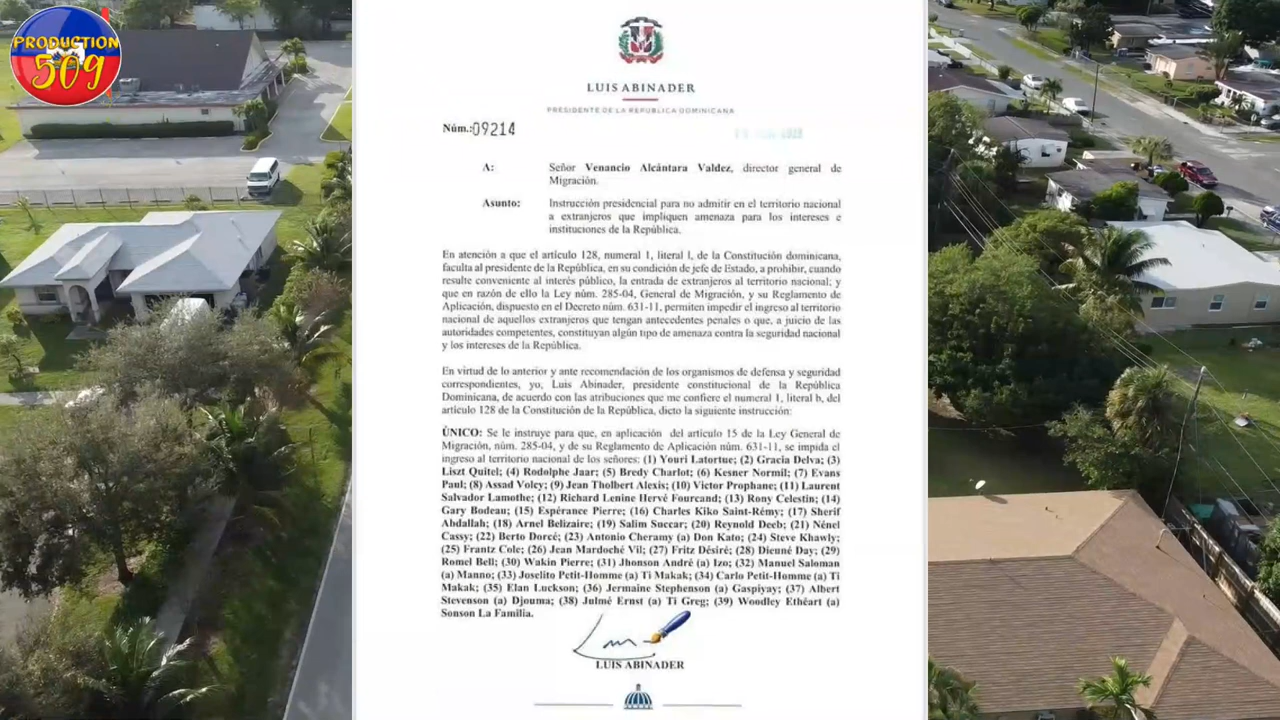 PRODUCTION
509
LUIS ABINADER
PRESIDENTE DE LA REPÚBLICA DOMINICANA
Núm.:09214
A: Señor Venancio Alcántara Valdez, director general de
Migración.
Asunto: Instrucción presidencial para no admitir en el territorio nacional
a extranjeros que impliquen amenaza para los intereses e
instituciones de la República.
En atención a que el artículo 128, numeral 1, literal l, de la Constitución dominicana,
faculta al presidente de la República, en su condición de jefe de Estado, a prohibir, cuando
resulte conveniente al interés público, la entrada de extranjeros al territorio nacional; y
que en razón de ello la Ley núm. 285-04, General de Migración, y su Reglamento de
Aplicación, dispuesto en el Decreto núm. 631-11, permiten impedir el ingreso al territorio
nacional de aquellos extranjeros que tengan antecedentes penales o que, a juicio de las
autoridades competentes, constituyan algún tipo de amenaza contra la seguridad nacional
y los intereses de la República.
En virtud de lo anterior y ante recomendación de los organismos de defensa y seguridad
correspondientes, yo, Luis Abinader, presidente constitucional de la República
Dominicana, de acuerdo con las atribuciones que me confiere el numeral 1, literal b, del
artículo 128 de la Constitución de la República, dicto la siguiente instrucción:
ÚNICO: Se le instruye para que, en aplicación del artículo 15 de la Ley General de
Migración, núm. 285-04, y de su Reglamento de Aplicación núm. 631-11, se impida el
ingreso al territorio nacional de los señores: (1) Youri Latortue; (2) Gracia Delva; (3)
Liszt Quitel; (4) Rodolphe Jaar; (5) Bredy Charlot; (6) Kesner Normil; (7) Evans
Paul; (8) Assad Volcy; (9) Jean Tholbert Alexis; (10) Victor Prophane; (11) Laurent
Salvador Lamothe; (12) Richard Lenine Hervé Fourcand; (13) Rony Celestin; (14)
Gary Bodeau; (15) Espérance Pierre; (16) Charles Kiko Saint-Rémy; (17) Sherif
Abdallah; (18) Arnel Belizaire; (19) Salim Succar; (20) Reynold Deeb; (21) Nénel
Cassy; (22) Berto Dorcé; (23) Antonio Cheramy (a) Don Kato; (24) Steve Khawly;
(25) Frantz Cole; (26) Jean Mardoché Vil; (27) Fritz Désiré; (28) Dieuné Day; (29)
Romel Bell; (30) Wakin Pierre; (31) Jhonson André (a) Izo; (32) Manuel Saloman
(a) Manno; (33) Joselito Petit-Homme (a) Ti Makak; (34) Carlo Petit-Homme (a) Ti
Makak; (35) Elan Luckson; (36) Jermaine Stephenson (a) Gaspiyay; (37) Albert
Stevenson (a) Djouma; (38) Julmé Ernst (a) Ti Greg; (39) Woodley Ethéart (a)
Sonson La Familia.
LUIS ABINADER